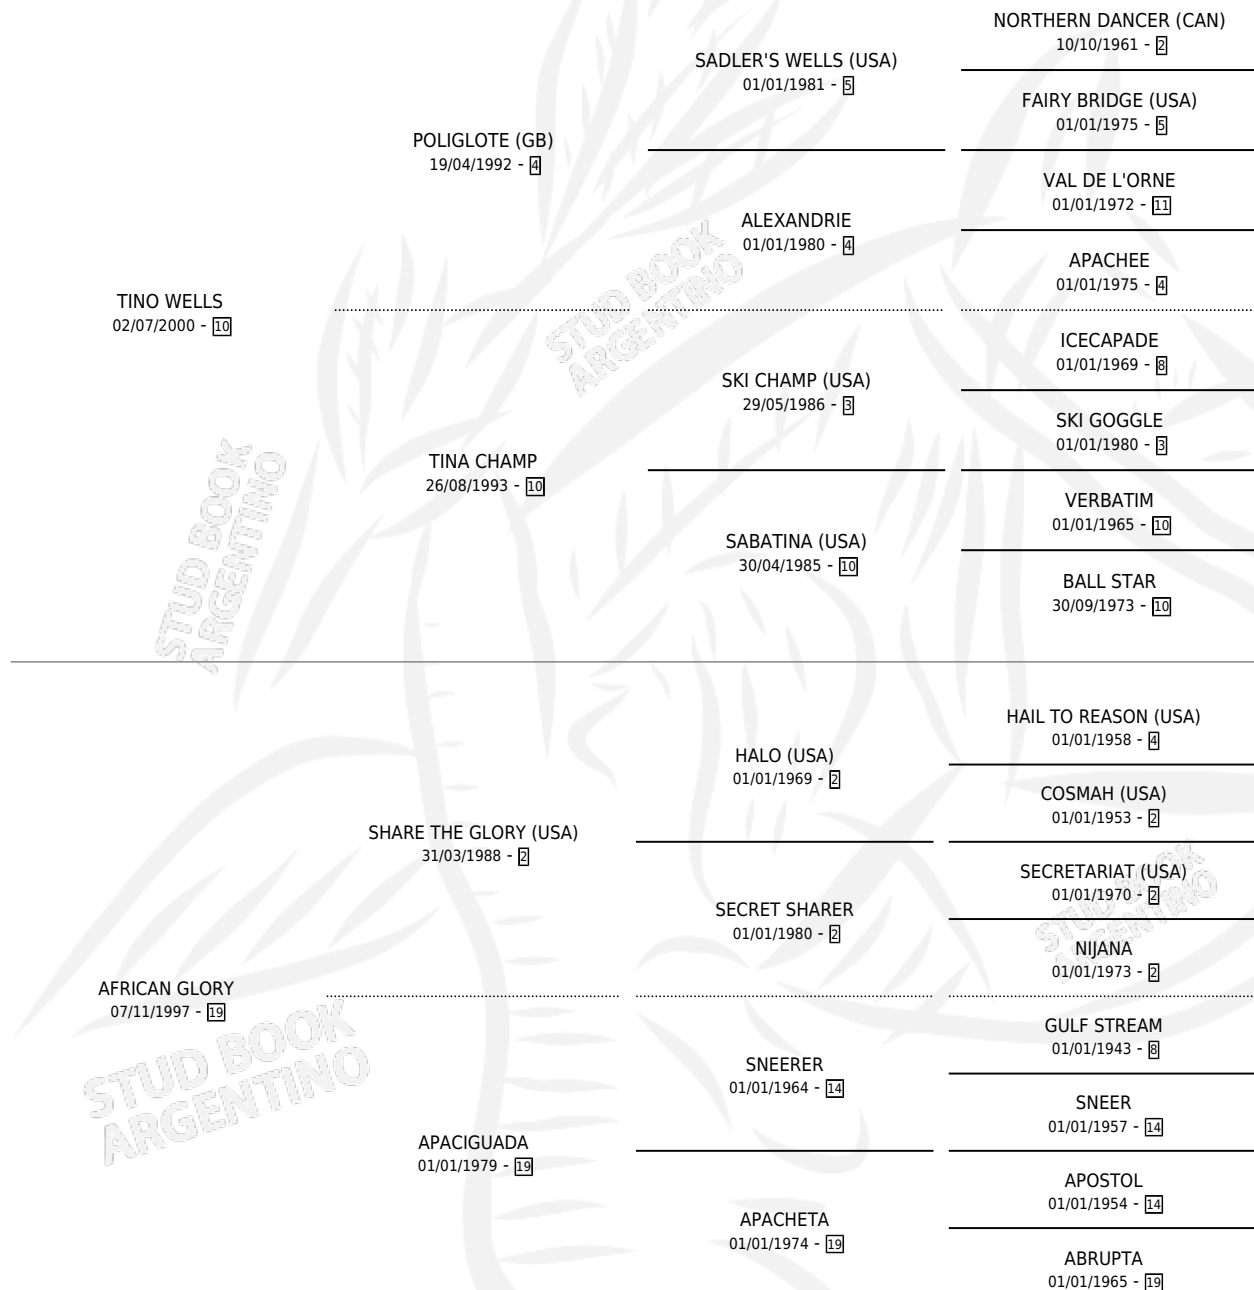 NORTHERN DANCER (CAN)
10/10/1961 - 2
SADLER'S WELLS (USA)
01/01/1981 - 5
FAIRY BRIDGE (USA)
01/01/1975 - 5
POLIGLOTE (GB)
19/04/1992 - 4
VAL DE L'ORNE
01/01/1972 - 11
ALEXANDRIE
01/01/1980 - 4
APACHEE
01/01/1975 - 4
TINO WELLS
02/07/2000 - 10
ICECAPADE
01/01/1969 - 8
SKI CHAMP (USA)
29/05/1986 - 3
SKI GOGGLE
01/01/1980 - 3
TINA CHAMP
26/08/1993 - 10
VERBATIM
01/01/1965 - 10
SABATINA (USA)
30/04/1985 - 10
BALL STAR
30/09/1973 - 10
HAIL TO REASON (USA)
01/01/1958 - 4
HALO (USA)
01/01/1969 - 2
COSMAH (USA)
01/01/1953 - 2
SHARE THE GLORY (USA)
31/03/1988 - 2
SECRETARIAT (USA)
01/01/1970 - 2
SECRET SHARER
01/01/1980 - 2
NIJANA
01/01/1973 - 2
AFRICAN GLORY
07/11/1997 - 19
GULF STREAM
01/01/1943 - 8
SNEERER
01/01/1964 - 14
SNEER
01/01/1957 - 14
APACIGUADA
01/01/1979 - 19
APOSTOL
01/01/1954 - 14
APACHETA
01/01/1974 - 19
ABRUPTA
01/01/1965 - 19
STUD BOOK
ARGENTINO
STUD BOOK
ARGENTINO
STUD BOOK
ARGENTINO
STUD BOOK
ARGENTINO